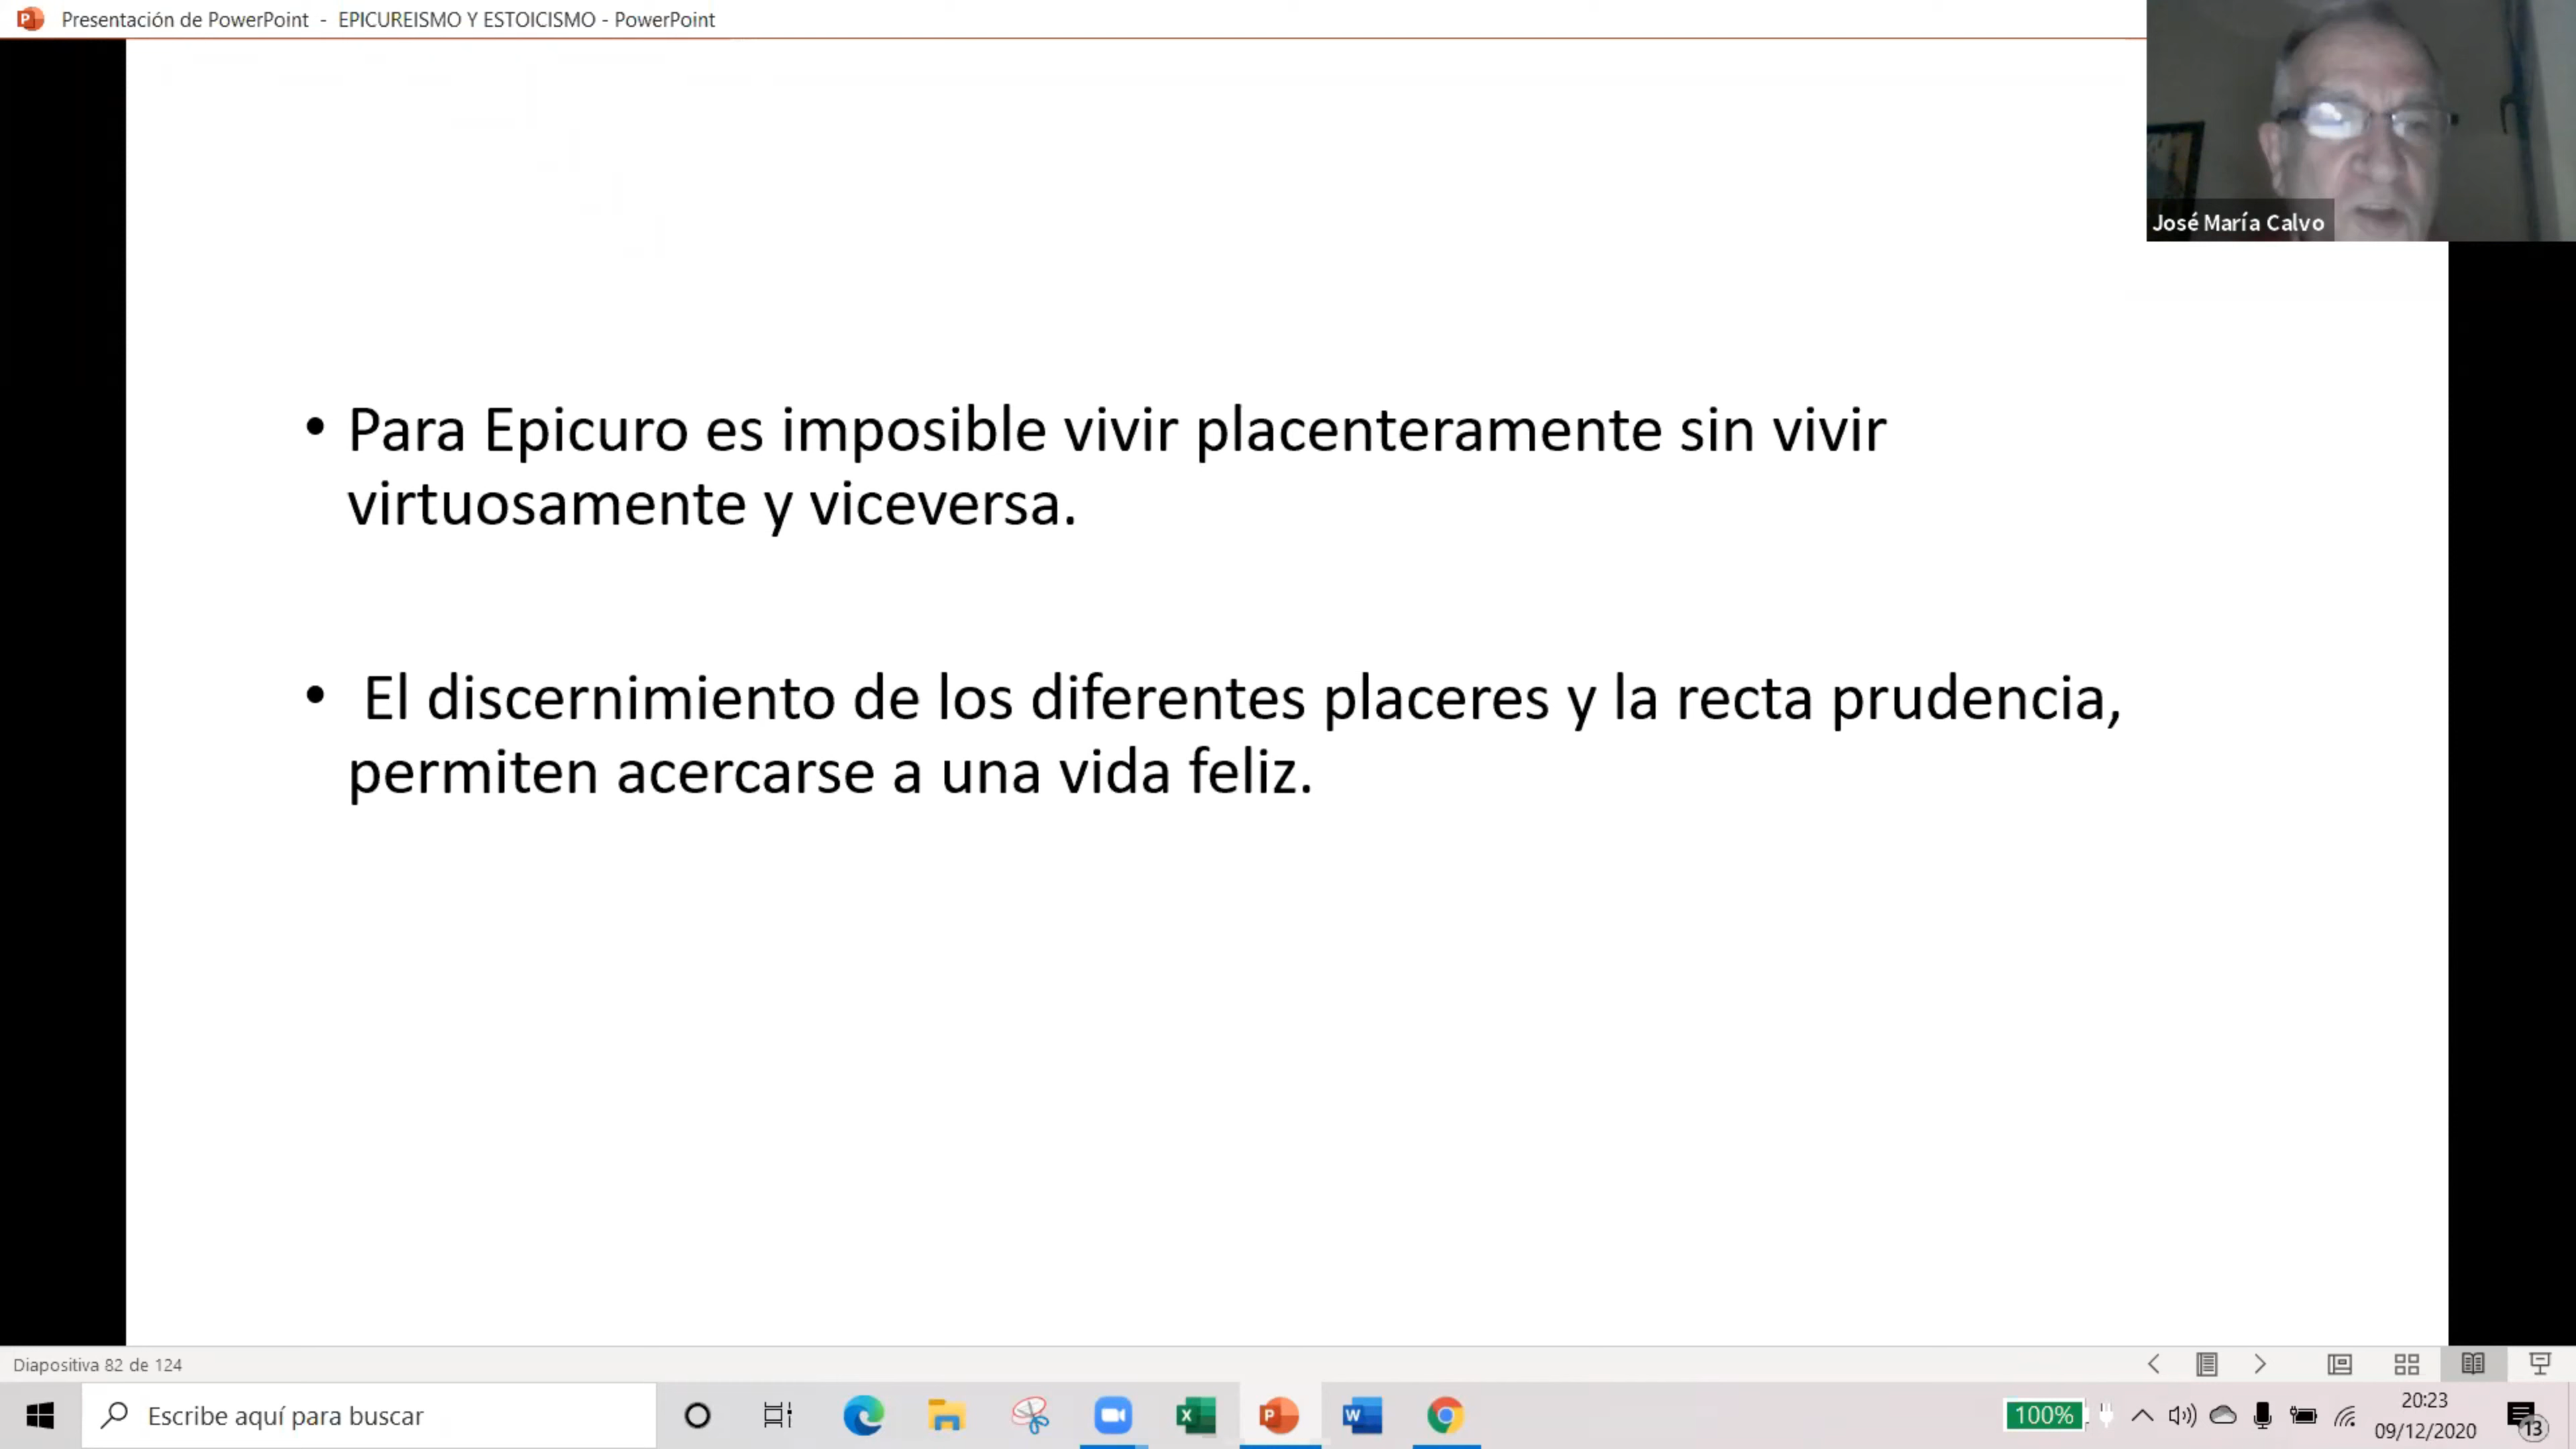 Presentación de PowerPoint - EPICUREISMO Y ESTOICISMO - PowerPoint
José María Calvo
• Para Epicuro es imposible vivir placenteramente sin vivir
virtuosamente y viceversa.
• El discernimiento de los diferentes placeres y la recta prudencia,
permiten acercarse a una vida feliz.
Diapositiva 82 de 124
Escribe aquí para buscar
100%
20:23
09/12/2020
13